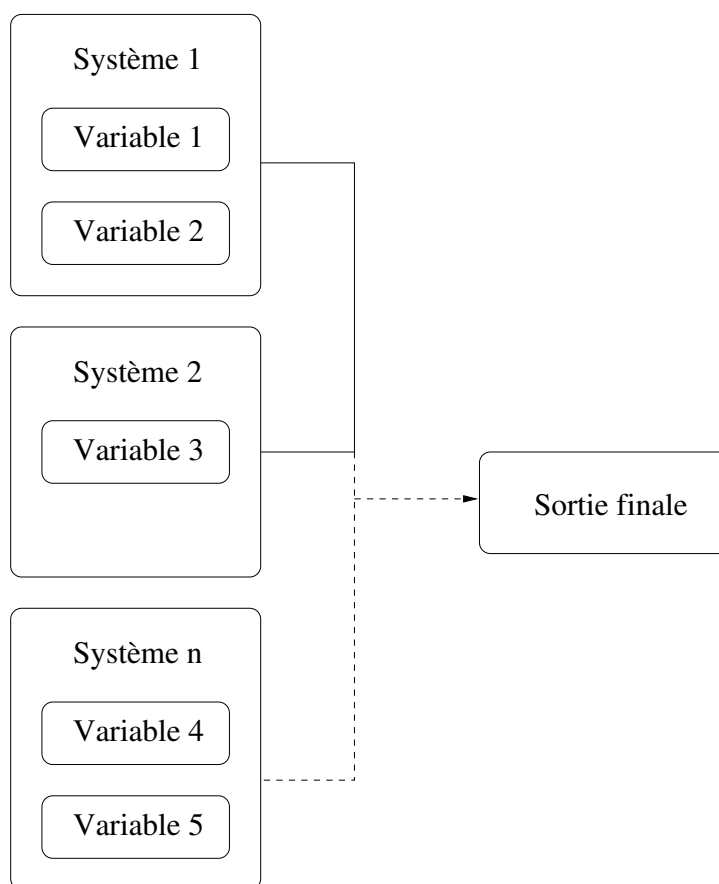 Système 1
Variable 1
Variable 2
Système 2
Variable 3
Sortie finale
Système n
Variable 4
Variable 5